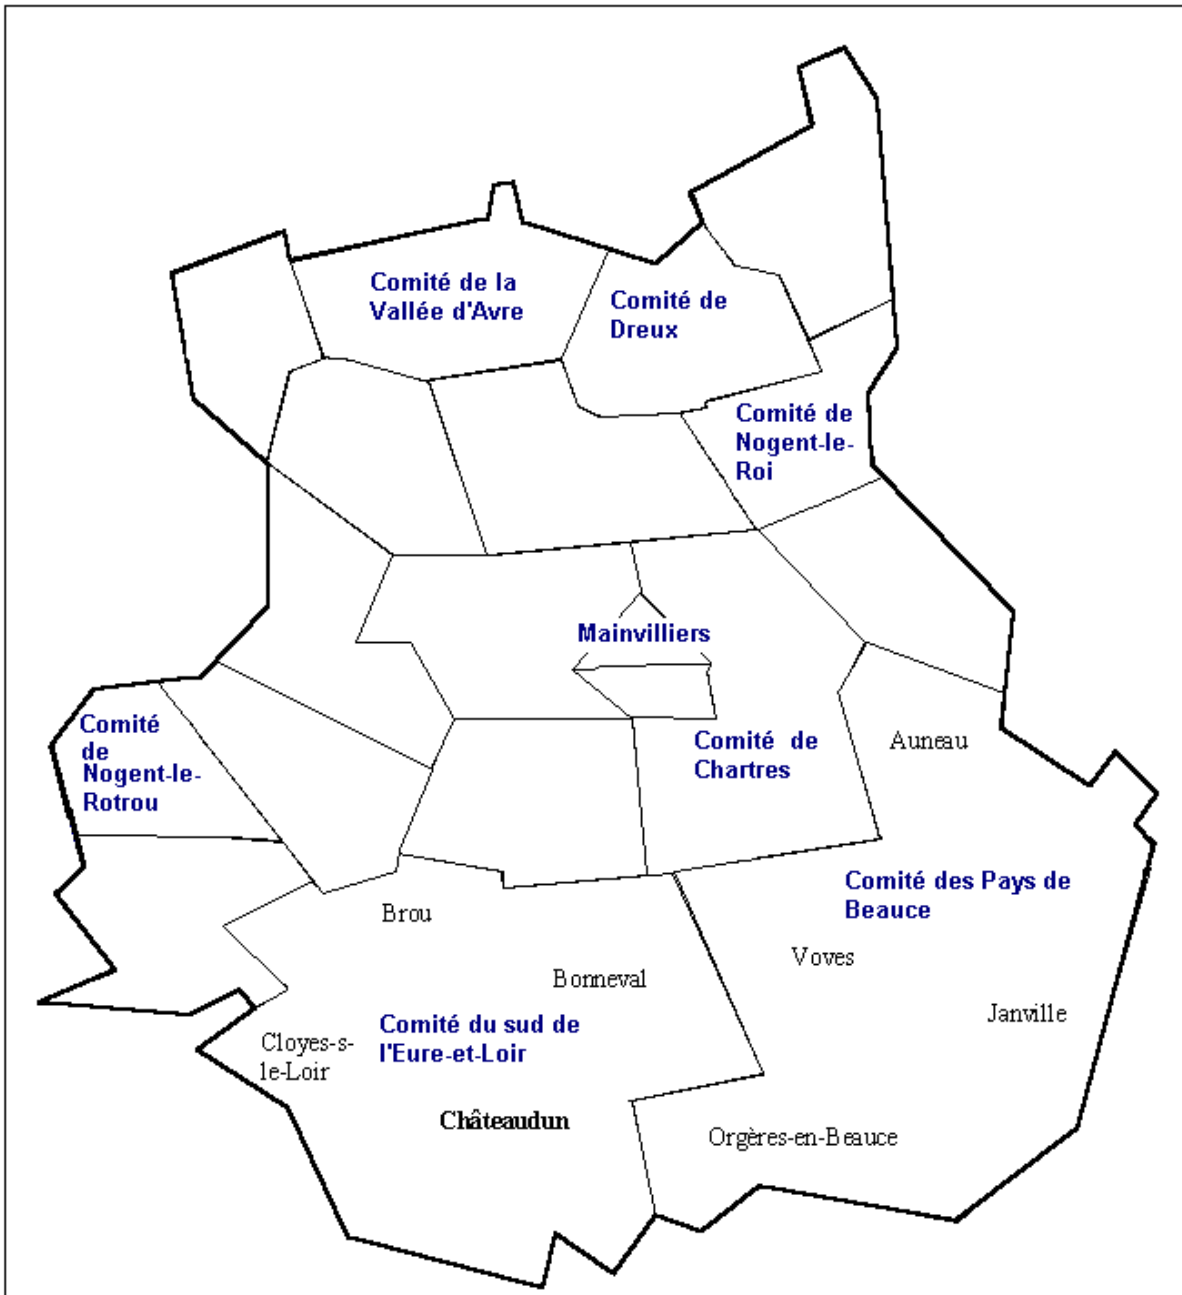 Comité de la
Vallée d'Avre
Comité de
Dreux
Comité de
Nogent-le-
Roi
Mainvilliers
Comité
de
Nogent-le-
Rotrou
Comité de
Chartres
Auneau
Comité des Pays de
Beauce
Brou
Voves
Bonneval
Janville
Comité du sud de
l'Eure-et-Loir
Cloyes-s-
le-Loir
Châteaudun
Orgères-en-Beauce